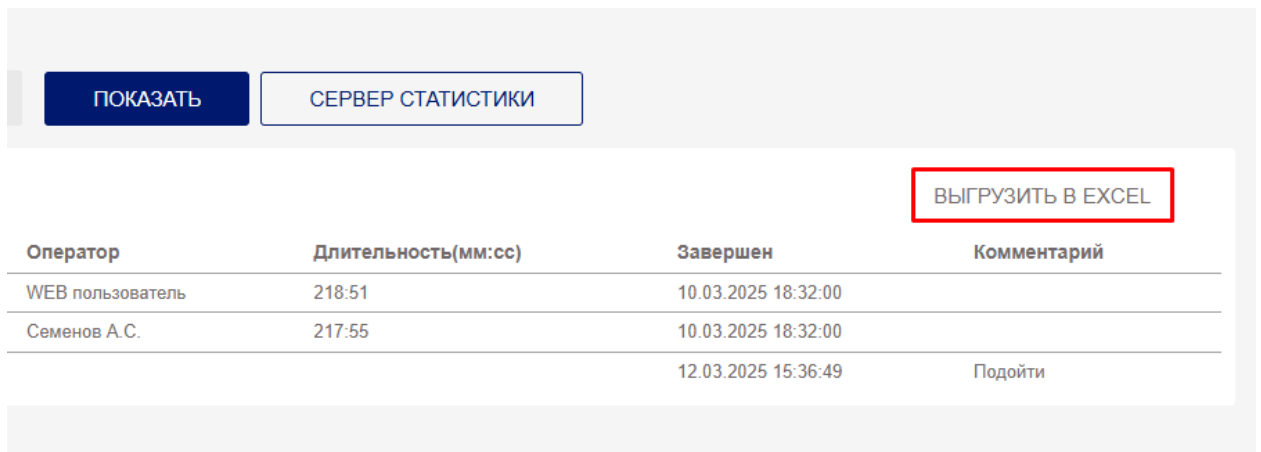 ПОКАЗАТЬ СЕРВЕР СТАТИСТИКИ
ВЫГРУЗИТЬ В EXCEL
Оператор Длительность(мм:сс) Завершен Комментарий
WEB пользователь 218:51 10.03.2025 18:32:00
Семенов А.С. 217:55 10.03.2025 18:32:00
12.03.2025 15:36:49 Подойти